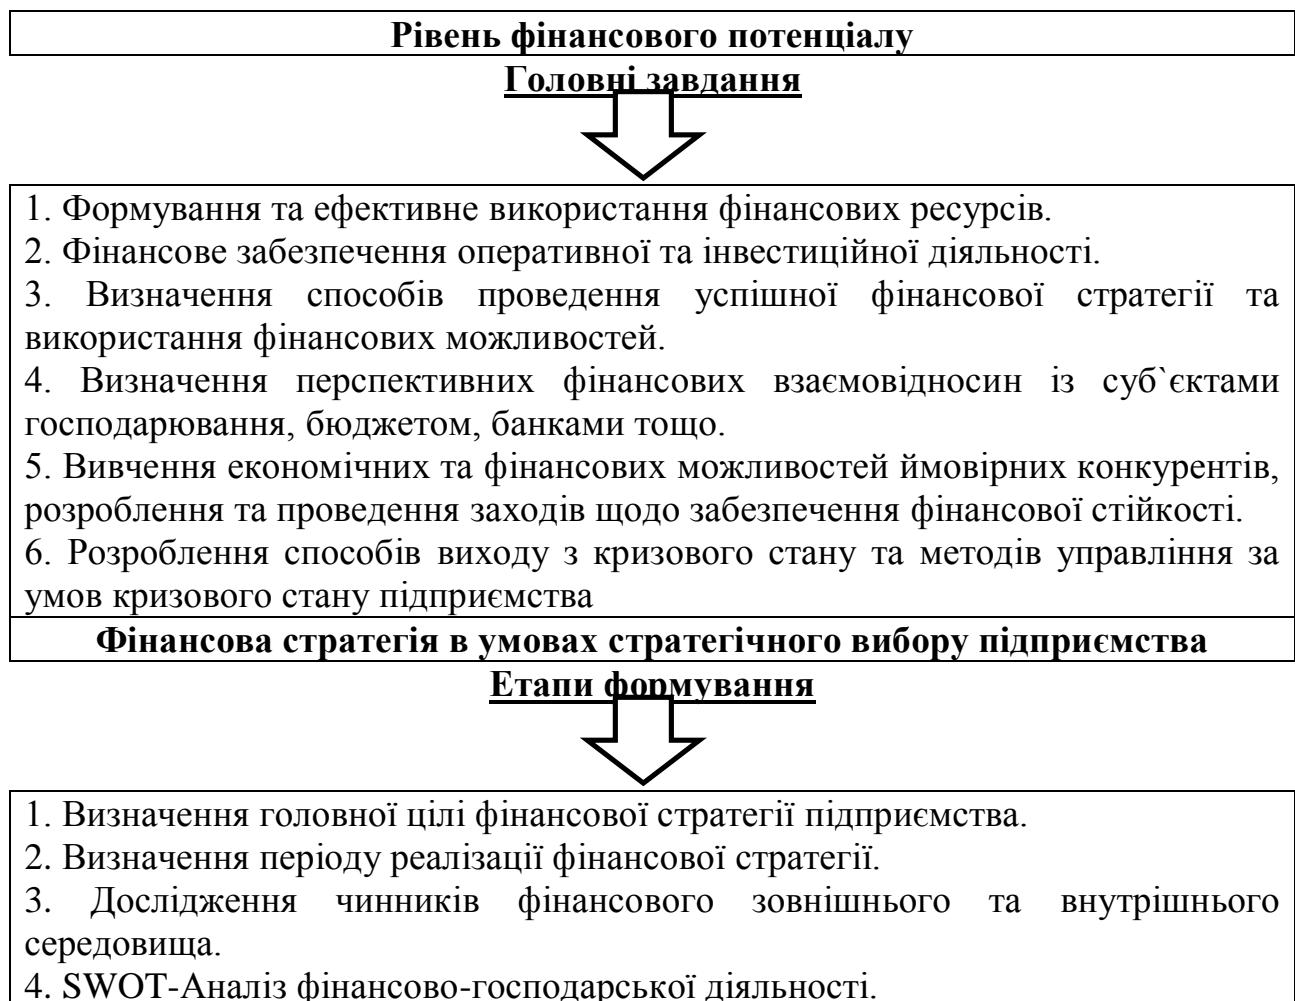 Рівень фінансового потенціалу
Головні завдання
1. Формування та ефективне використання фінансових ресурсів.
2. Фінансове забезпечення оперативної та інвестиційної діяльності.
3. Визначення способів проведення успішної фінансової стратегії та
використання фінансових можливостей.
4. Визначення перспективних фінансових взаємовідносин із суб`єктами
господарювання, бюджетом, банками тощо.
5. Вивчення економічних та фінансових можливостей ймовірних конкурентів,
розроблення та проведення заходів щодо забезпечення фінансової стійкості.
6. Розроблення способів виходу з кризового стану та методів управління за
умов кризового стану підприємства
Фінансова стратегія в умовах стратегічного вибору підприємства
Етапи формування
1. Визначення головної цілі фінансової стратегії підприємства.
2. Визначення періоду реалізації фінансової стратегії.
3. Дослідження чинників фінансового зовнішнього та внутрішнього
середовища.
4. SWOT-Аналіз фінансово-господарської діяльності.